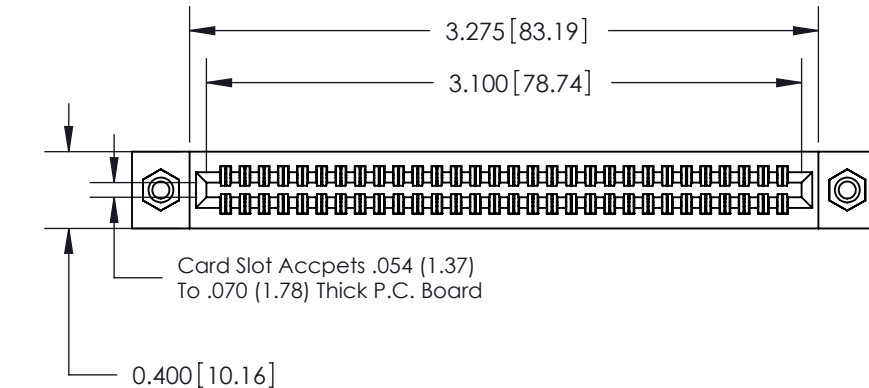 3.275[83.19]
3.100[78.74]
Card Slot Accpets .054 (1.37)
To .070 (1.78) Thick P.C. Board
0.400[10.16]